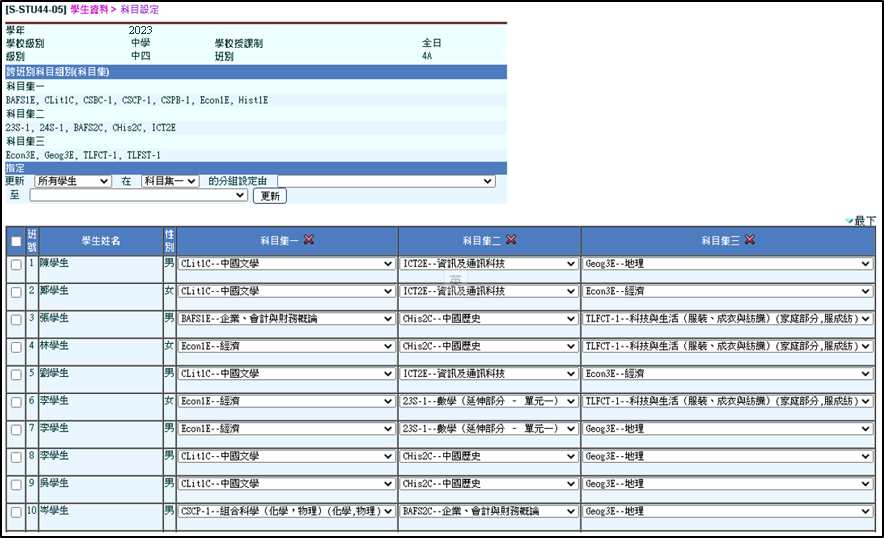 [S-STU44-05] 學生資料 > 科目設定
學年 2023
學校級別 中學 學校授課制 全日
級別 中四 班別 4A
跨班別科目組別(科目集)
科目集一
BAFS1E, CLit1C, CSBC-1, CSCP-1, CSPB-1, Econ1E, Hist1E
科目集二
23S-1, 24S-1, BAFS2C, CHis2C, ICT2E
科目集三
Econ3E, Geog3E, TLFCT-1, TLFST-1
指定
更新 所有學生 在 科目集一 的分組設定由
至 更新
最下
班號 學生姓名 性別 科目集一 科目集二 科目集三
1 陳學生 男 CLit1C--中國文學 ICT2E--資訊及通訊科技 Geog3E--地理
英
2 鄭學生 女 CLit1C--中國文學 ICT2E--資訊及通訊科技 Econ3E--經濟
3 張學生 男 BAFS1E--企業、會計與財務概論 CHis2C--中國歷史 TLFCT-1--科技與生活（服裝、成衣與紡織）(家庭部分,服成紡)
4 林學生 女 Econ1E--經濟 CHis2C--中國歷史 TLFCT-1--科技與生活（服裝、成衣與紡織）(家庭部分,服成紡)
5 劉學生 男 CLit1C--中國文學 ICT2E--資訊及通訊科技 Econ3E--經濟
6 李學生 女 Econ1E--經濟 23S-1--數學（延伸部分 - 單元一） TLFCT-1--科技與生活（服裝、成衣與紡織）(家庭部分,服成紡)
7 李學生 男 Econ1E--經濟 23S-1--數學（延伸部分 - 單元一） Geog3E--地理
8 李學生 男 CLit1C--中國文學 CHis2C--中國歷史 Geog3E--地理
9 吳學生 男 CLit1C--中國文學 CHis2C--中國歷史 Geog3E--地理
10 岑學生 男 CSCP-1--組合科學（化學，物理）(化學,物理) BAFS2C--企業、會計與財務概論 Geog3E--地理